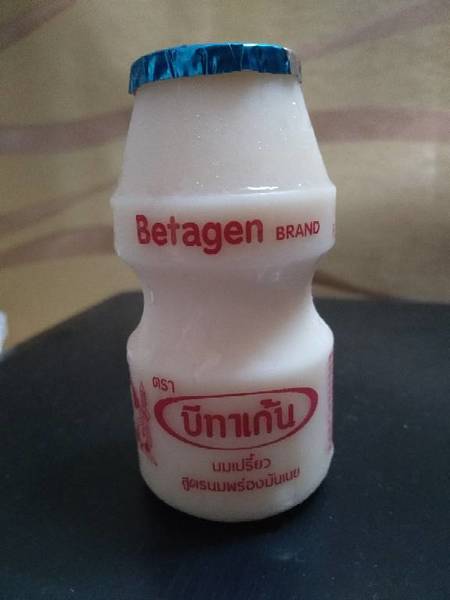 Betagen BRAND
ตรา
บีทาเก้น
นมเปรี้ยว
สูตรนมพร่องมันเนย